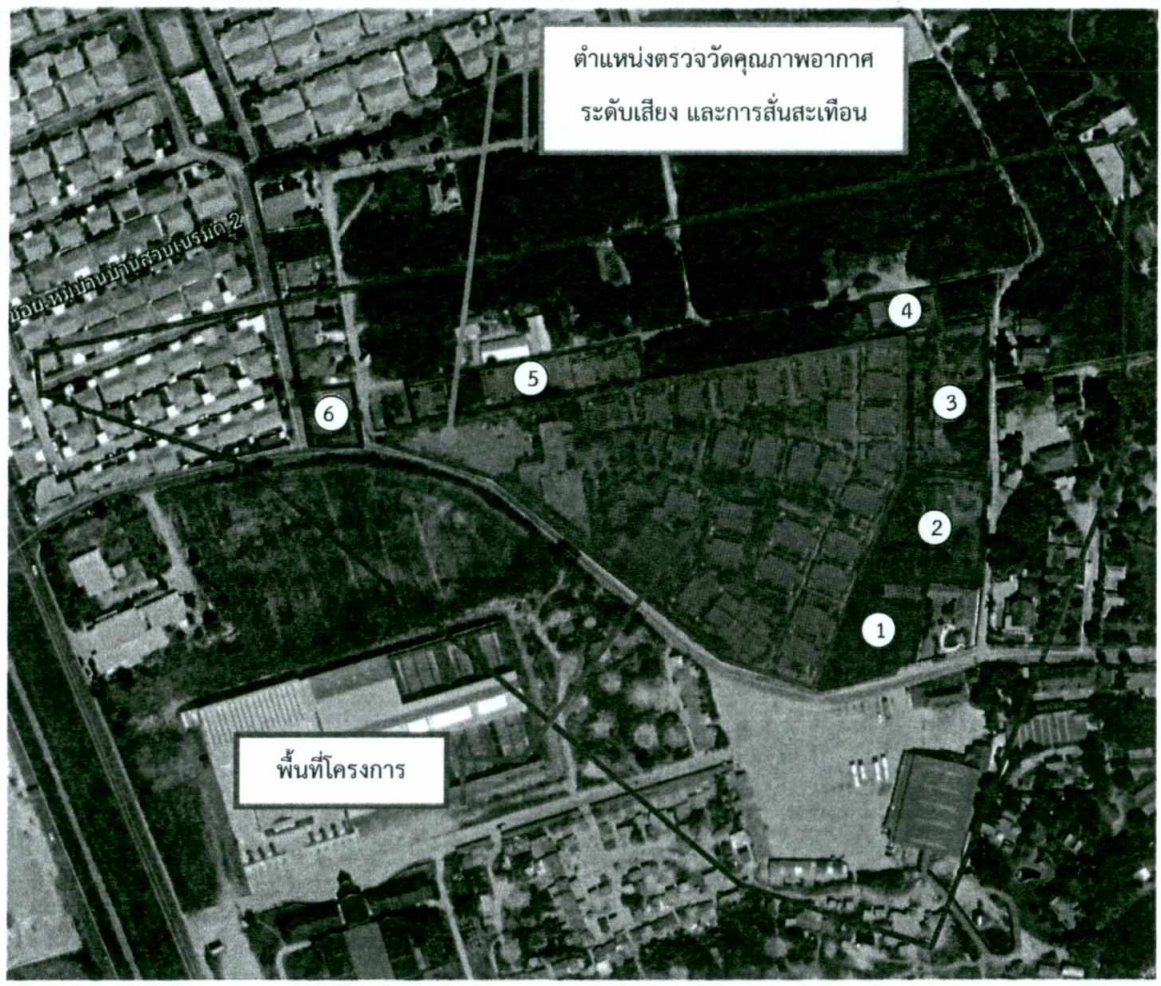 ตำแหน่งตรวจวัดคุณภาพอากาศ
ระดับเสียง และการสั่นสะเทือน
4
5
3
6
2
1
พื้นที่โครงการ